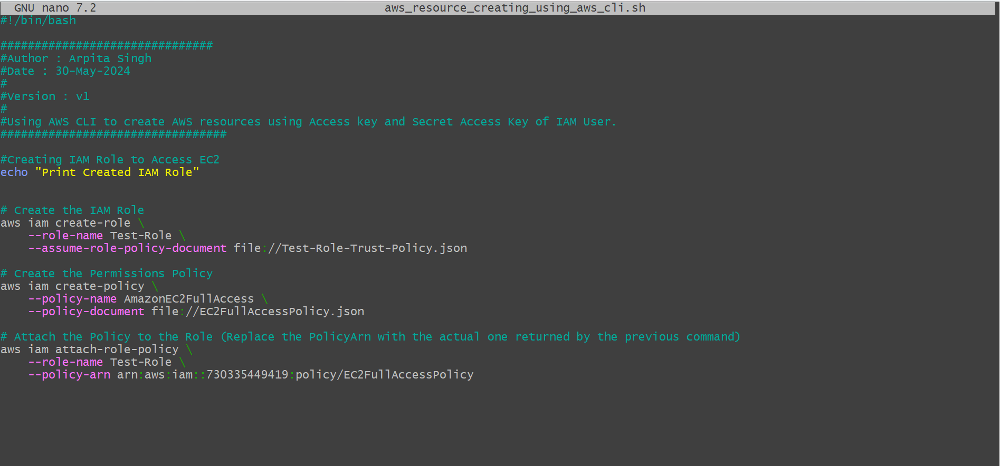 GNU nano 7.2 aws_resource_creating_using_aws_cli.sh
#!/bin/bash
###############################
#Author : Arpita Singh
#Date : 30-May-2024
#
#Version : v1
#
#Using AWS CLI to create AWS resources using Access key and Secret Access Key of IAM User.
#################################
#Creating IAM Role to Access EC2
echo "Print Created IAM Role"
# Create the IAM Role
aws iam create-role \
--role-name Test-Role \
--assume-role-policy-document file://Test-Role-Trust-Policy.json
# Create the Permissions Policy
aws iam create-policy \
--policy-name AmazonEC2FullAccess \
--policy-document file://EC2FullAccessPolicy.json
# Attach the Policy to the Role (Replace the PolicyArn with the actual one returned by the previous command)
aws iam attach-role-policy \
--role-name Test-Role \
--policy-arn arn:aws:iam::730335449419:policy/EC2FullAccessPolicy